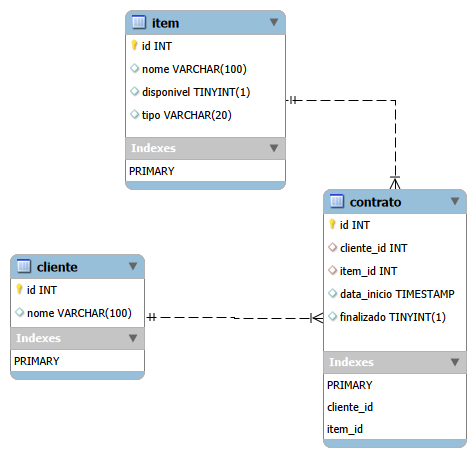 item
id INT
nome VARCHAR(100)
disponivel TINYINT(1)
tipo VARCHAR(20)
Indexes
PRIMARY
cliente
id INT
nome VARCHAR(100)
Indexes
PRIMARY
contrato
id INT
cliente_id INT
item_id INT
data_inicio TIMESTAMP
finalizado TINYINT(1)
Indexes
PRIMARY
cliente_id
item_id